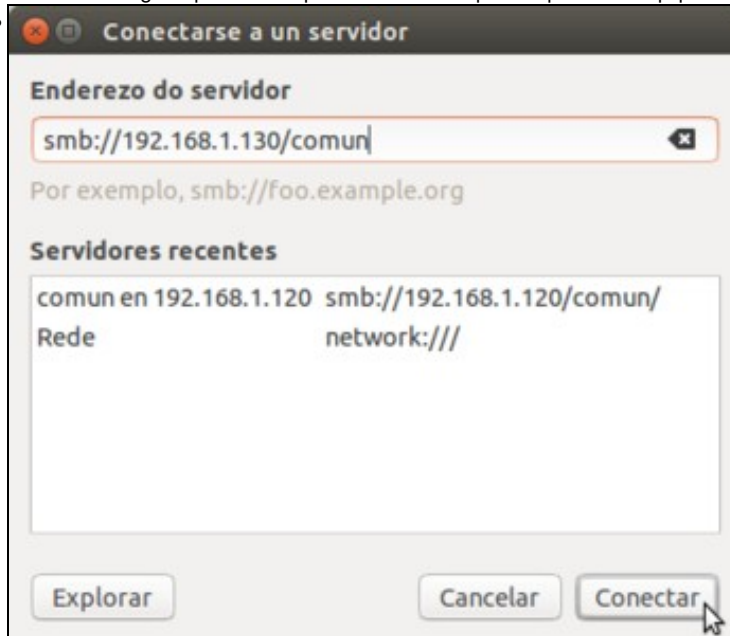 Conectarse a un servidor
Enderezo do servidor
smb://192.168.1.130/comun
Por exemplo, smb://foo.example.org
Servidores recentes
comun en 192.168.1.120 smb://192.168.1.120/comun/
Rede network:///
Explorar Cancelar Conectar